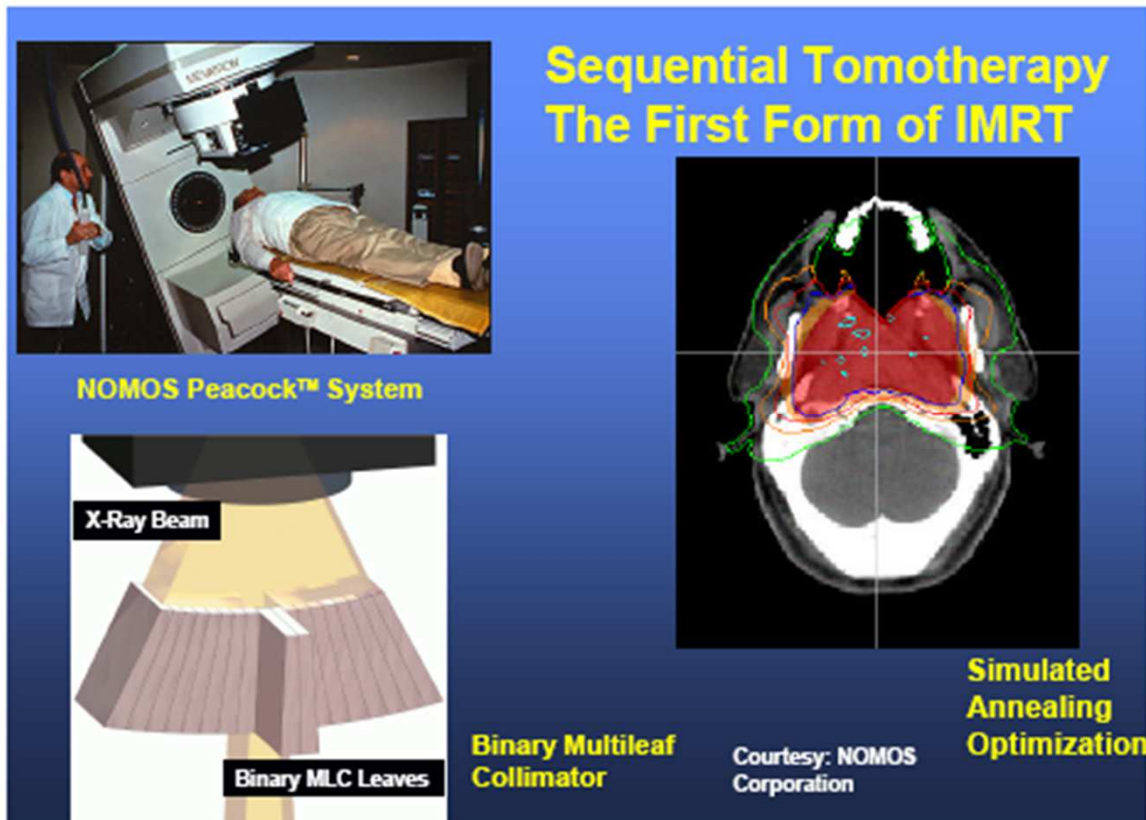 Sequential Tomotherapy
The First Form of IMRT
NOMOS Peacock™ System
X-Ray Beam
Binary MLC Leaves
Binary Multileaf
Collimator
Courtesy: NOMOS
Corporation
Simulated
Annealing
Optimization